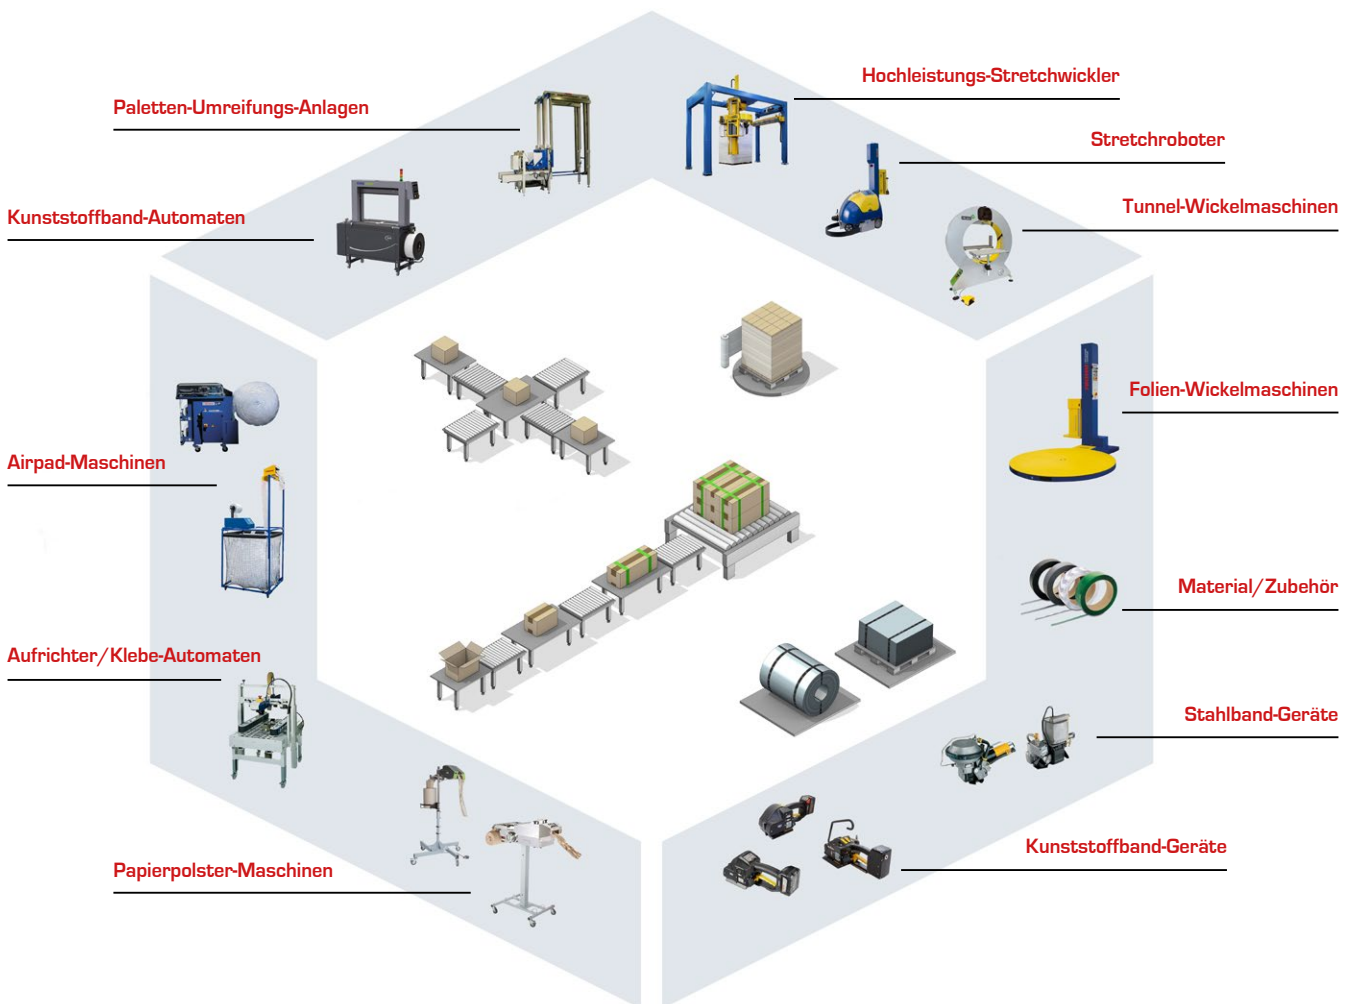 Hochleistungs-Stretchwickler
Paletten-Umreifungs-Anlagen
Stretchroboter
Tunnel-Wickelmaschinen
Kunststoffband-Automaten
Folien-Wickelmaschinen
Airpad-Maschinen
Material/Zubehör
Aufrichter/Klebe-Automaten
Stahlband-Geräte
Kunststoffband-Geräte
Papierpolster-Maschinen